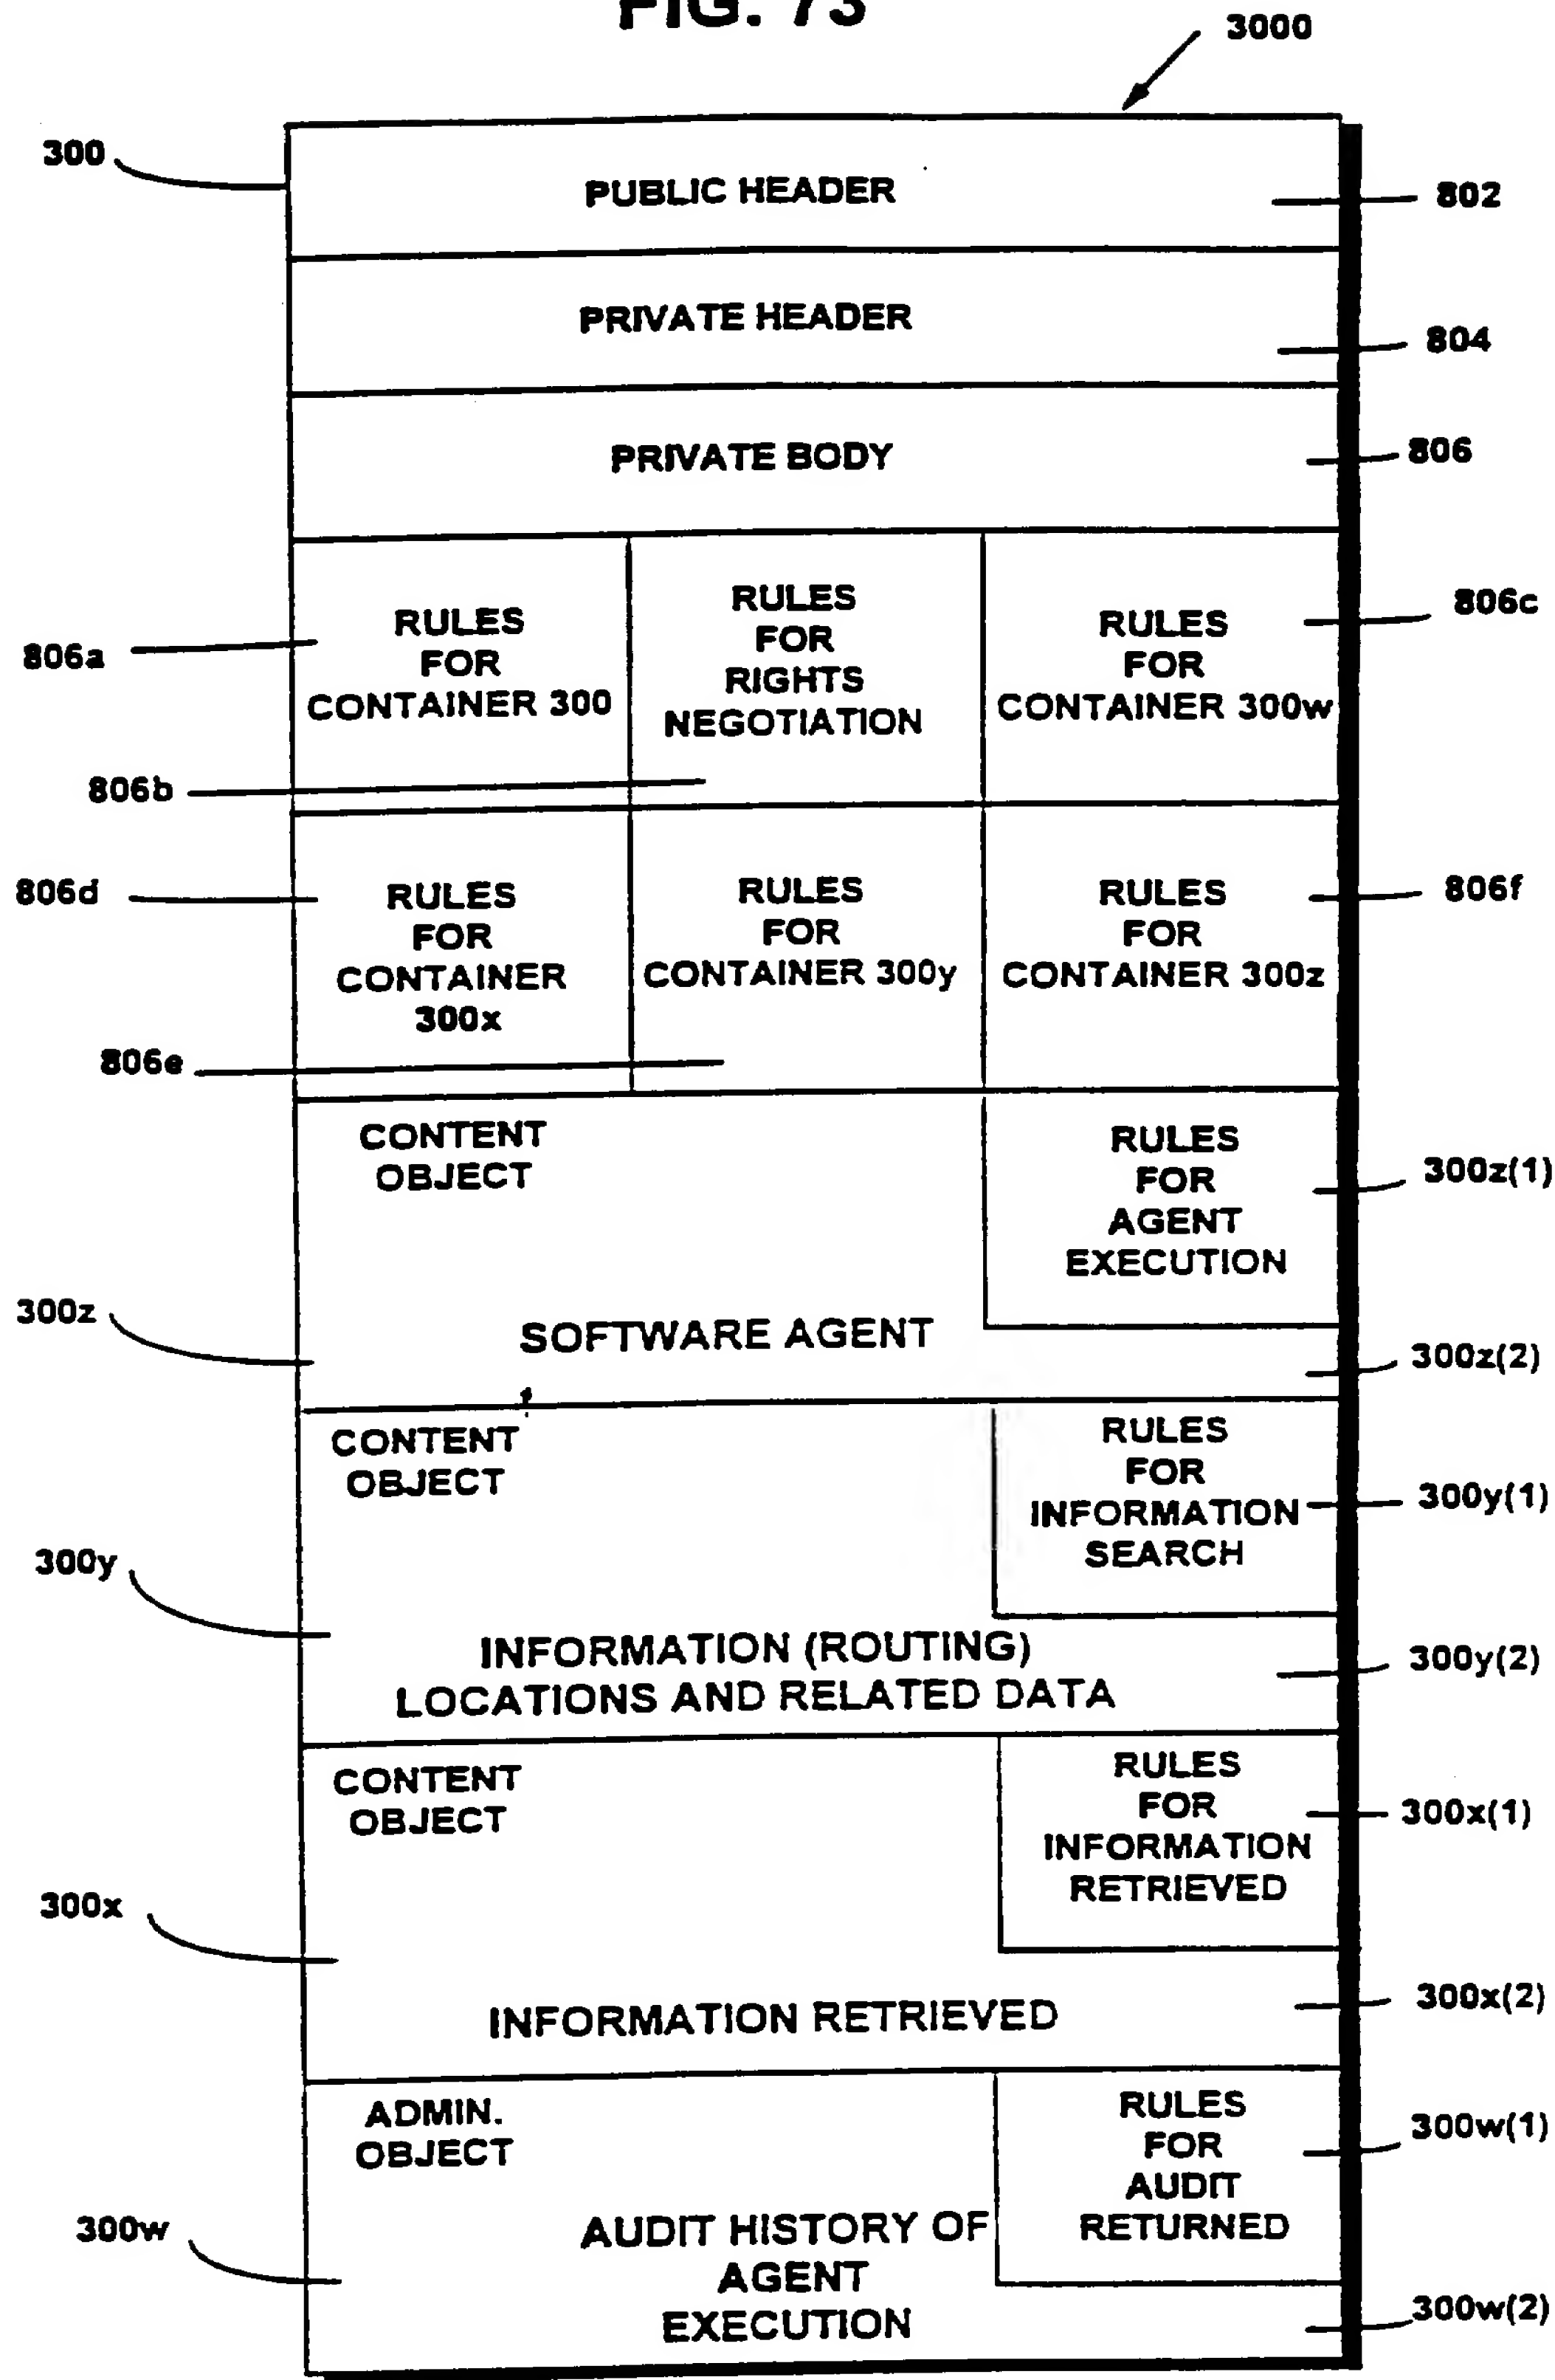 FIG. 73
3000
300
PUBLIC HEADER
802
PRIVATE HEADER
804
PRIVATE BODY
806
806a
RULES
FOR
CONTAINER 300
806b
RULES
FOR
RIGHTS
NEGOTIATION
RULES
FOR
CONTAINER 300w
806c
806d
RULES
FOR
CONTAINER
300x
806e
RULES
FOR
CONTAINER 300y
RULES
FOR
CONTAINER 300z
806f
CONTENT
OBJECT
RULES
FOR
AGENT
EXECUTION
300z(1)
300z
SOFTWARE AGENT
300z(2)
CONTENT
OBJECT
RULES
FOR
INFORMATION
SEARCH
300y(1)
300y
INFORMATION (ROUTING)
LOCATIONS AND RELATED DATA
300y(2)
CONTENT
OBJECT
RULES
FOR
INFORMATION
RETRIEVED
300x(1)
300x
INFORMATION RETRIEVED
300x(2)
ADMIN.
OBJECT
RULES
FOR
AUDIT
RETURNED
300w(1)
300w
AUDIT HISTORY OF
AGENT
EXECUTION
300w(2)